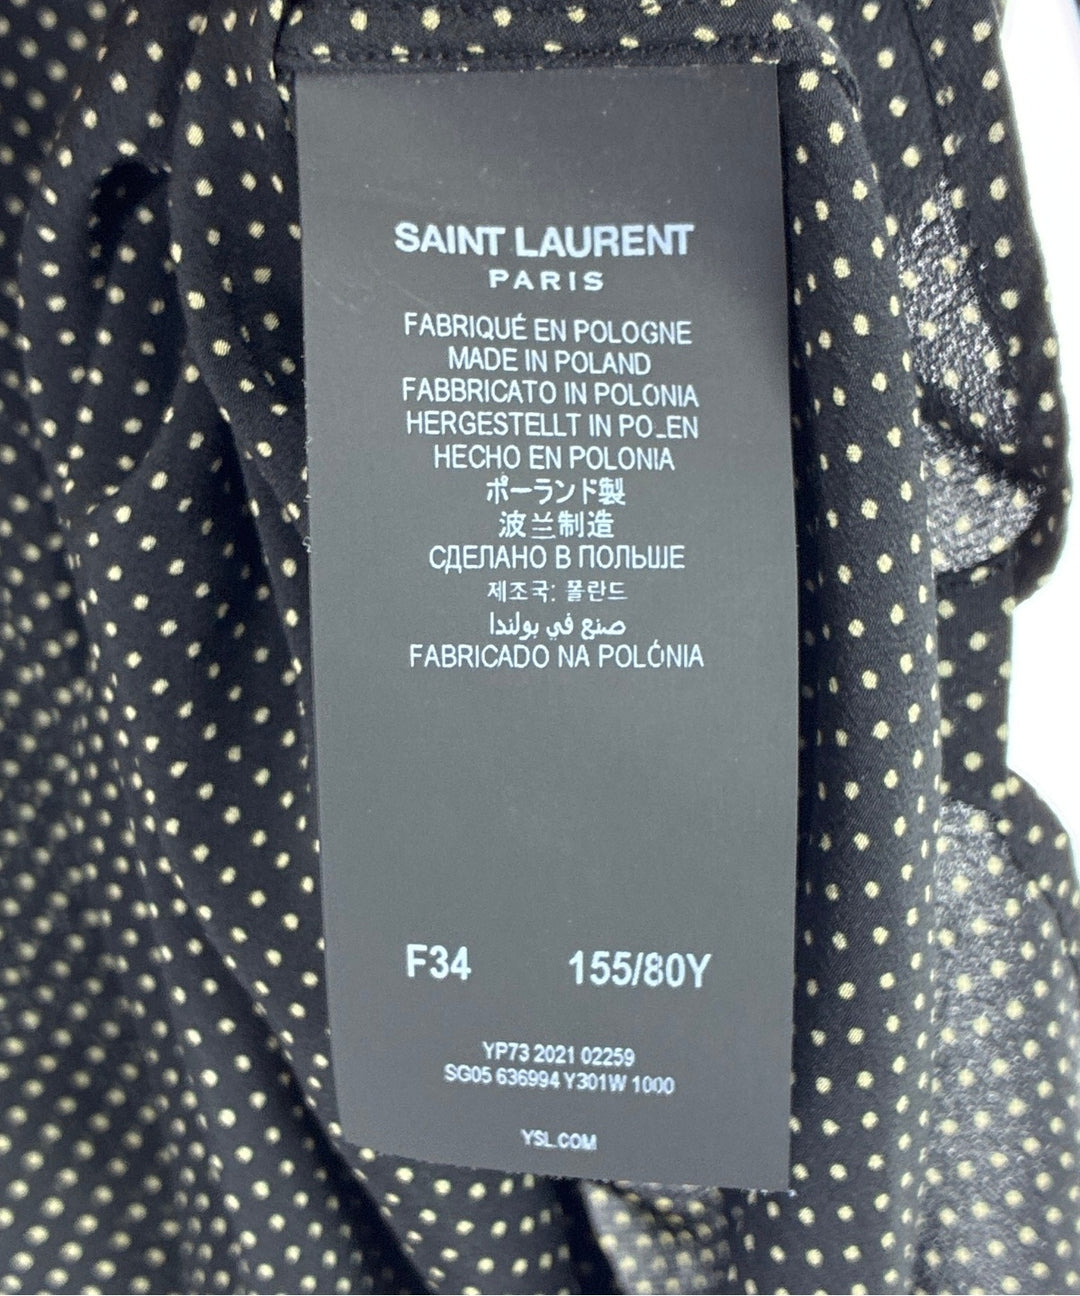 SAINT LAURENT
PARIS
FABRIQUÉ EN POLOGNE
MADE IN POLAND
FABBRICATO IN POLONIA
HERGESTELLT IN PO_EN
HECHO EN POLONIA
ポーランド製
波兰制造
СДЕЛАНО В ПОЛЬШЕ
제조국: 폴란드
صنع في بولندا
FABRICADO NA POLÓNIA
F34 155/80Y
YP73 2021 02259
SG05 636994 Y301W 1000
YSL.COM